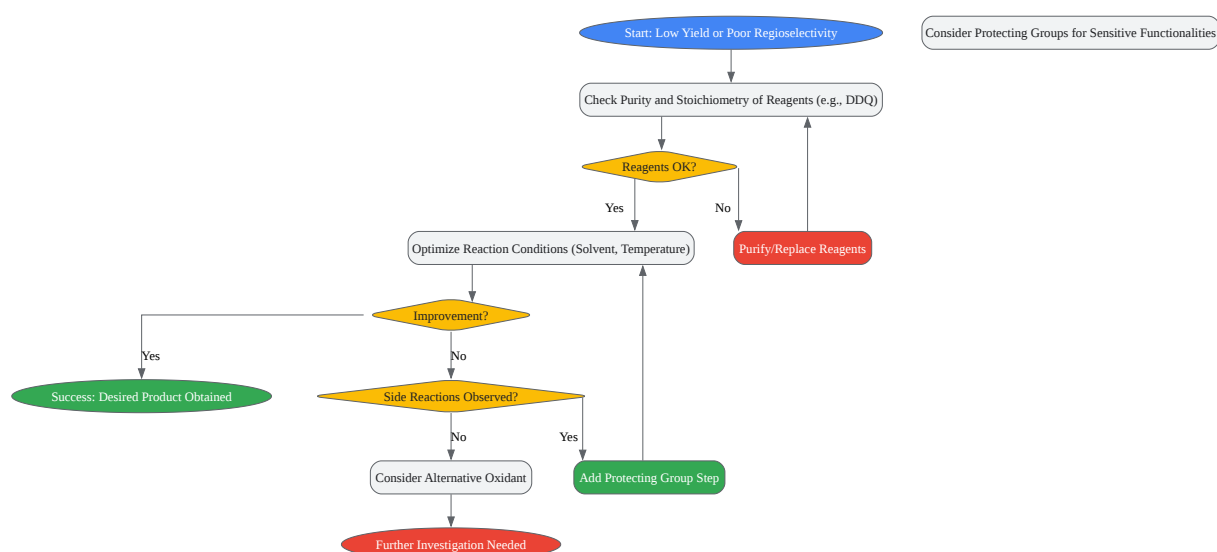 Start: Low Yield or Poor Regioselectivity
Consider Protecting Groups for Sensitive Functionalities
Check Purity and Stoichiometry of Reagents (e.g., DDQ)
Reagents OK?
Yes
No
Optimize Reaction Conditions (Solvent, Temperature)
Purify/Replace Reagents
Improvement?
Yes
No
Success: Desired Product Obtained
Side Reactions Observed?
No
Yes
Consider Alternative Oxidant
Add Protecting Group Step
Further Investigation Needed